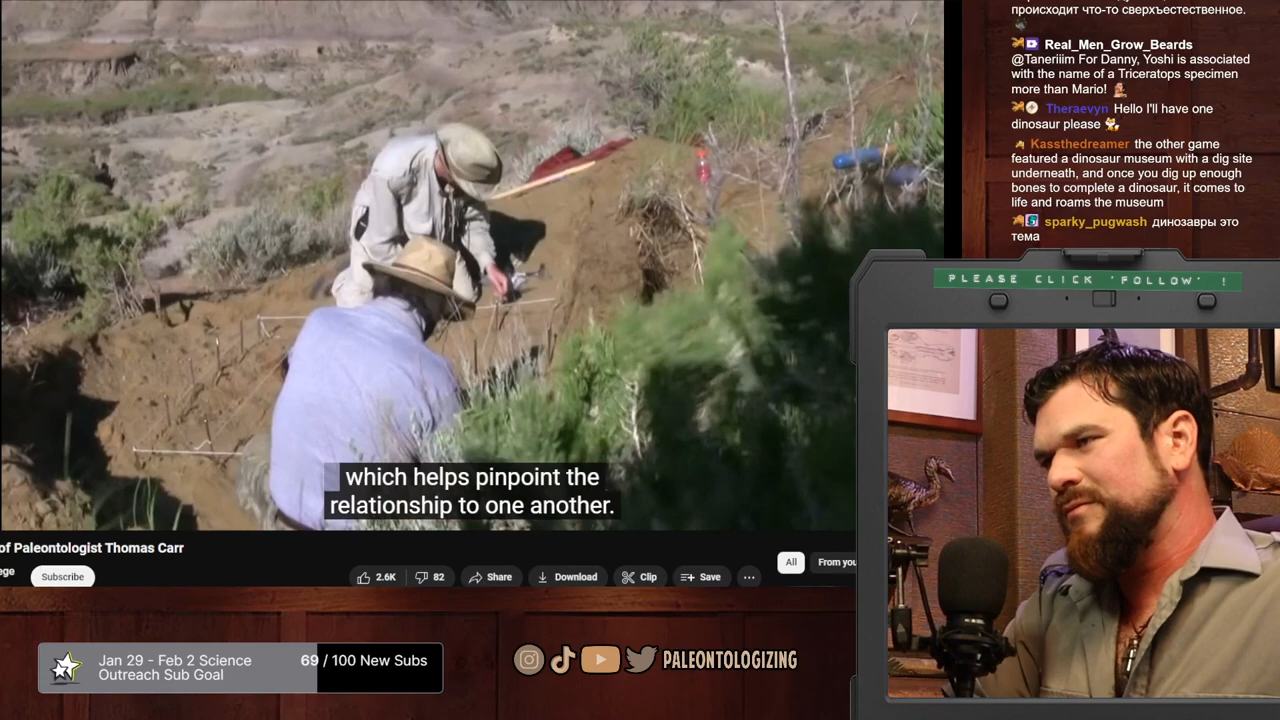 происходит что-то сверхъестественное.
Real_Men_Grow_Beards
@Taneriiim For Danny, Yoshi is associated
with the name of a Triceratops specimen
more than Mario!
Theraevyn Hello I'll have one
dinosaur please
Kassthedreamer the other game
featured a dinosaur museum with a dig site
underneath, and once you dig up enough
bones to complete a dinosaur, it comes to
life and roams the museum
sparky_pugwash динозавры это
тема
PLEASE CLICK 'FOLLOW' !
which helps pinpoint the
relationship to one another.
of Paleontologist Thomas Carr
ege
Subscribe
2.6K
82
Share
Download
Clip
Save
All
From you
Jan 29 - Feb 2 Science
Outreach Sub Goal
69 / 100 New Subs
PALEONTOLOGIZING